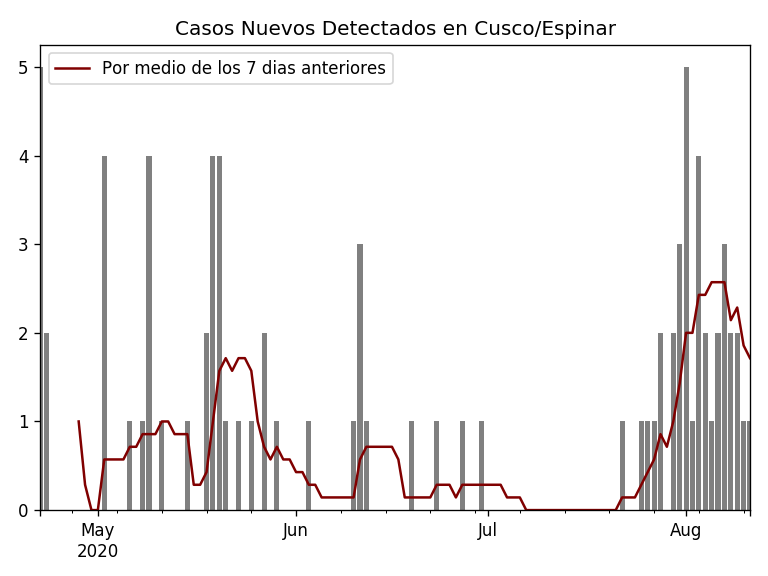 Casos Nuevos Detectados en Cusco/Espinar
Por medio de los 7 dias anteriores
5
4
3
2
1
0
May Jun Jul Aug
2020